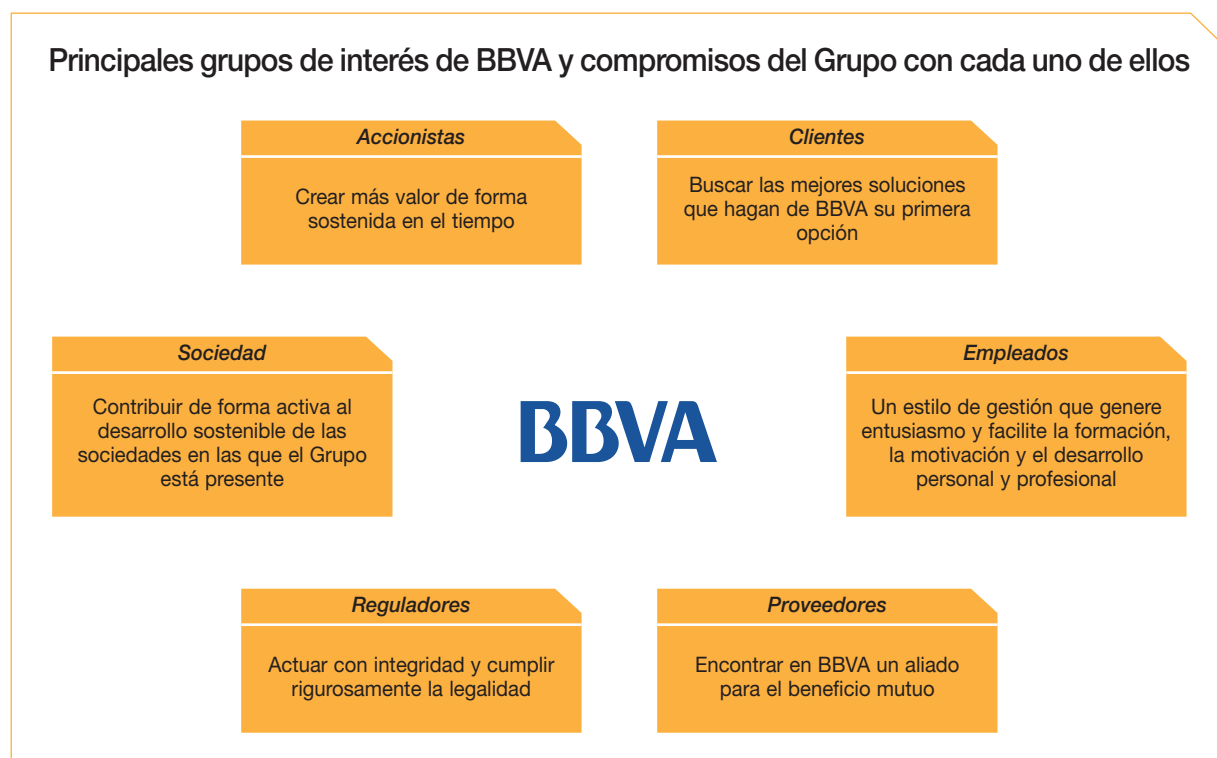 Principales grupos de interés de BBVA y compromisos del Grupo con cada uno de ellos
Accionistas
Crear más valor de forma
sostenida en el tiempo
Clientes
Buscar las mejores soluciones
que hagan de BBVA su primera
opción
Sociedad
Contribuir de forma activa al
desarrollo sostenible de las
sociedades en las que el Grupo
está presente
BBVA
Empleados
Un estilo de gestión que genere
entusiasmo y facilite la formación,
la motivación y el desarrollo
personal y profesional
Reguladores
Actuar con integridad y cumplir
rigurosamente la legalidad
Proveedores
Encontrar en BBVA un aliado
para el beneficio mutuo